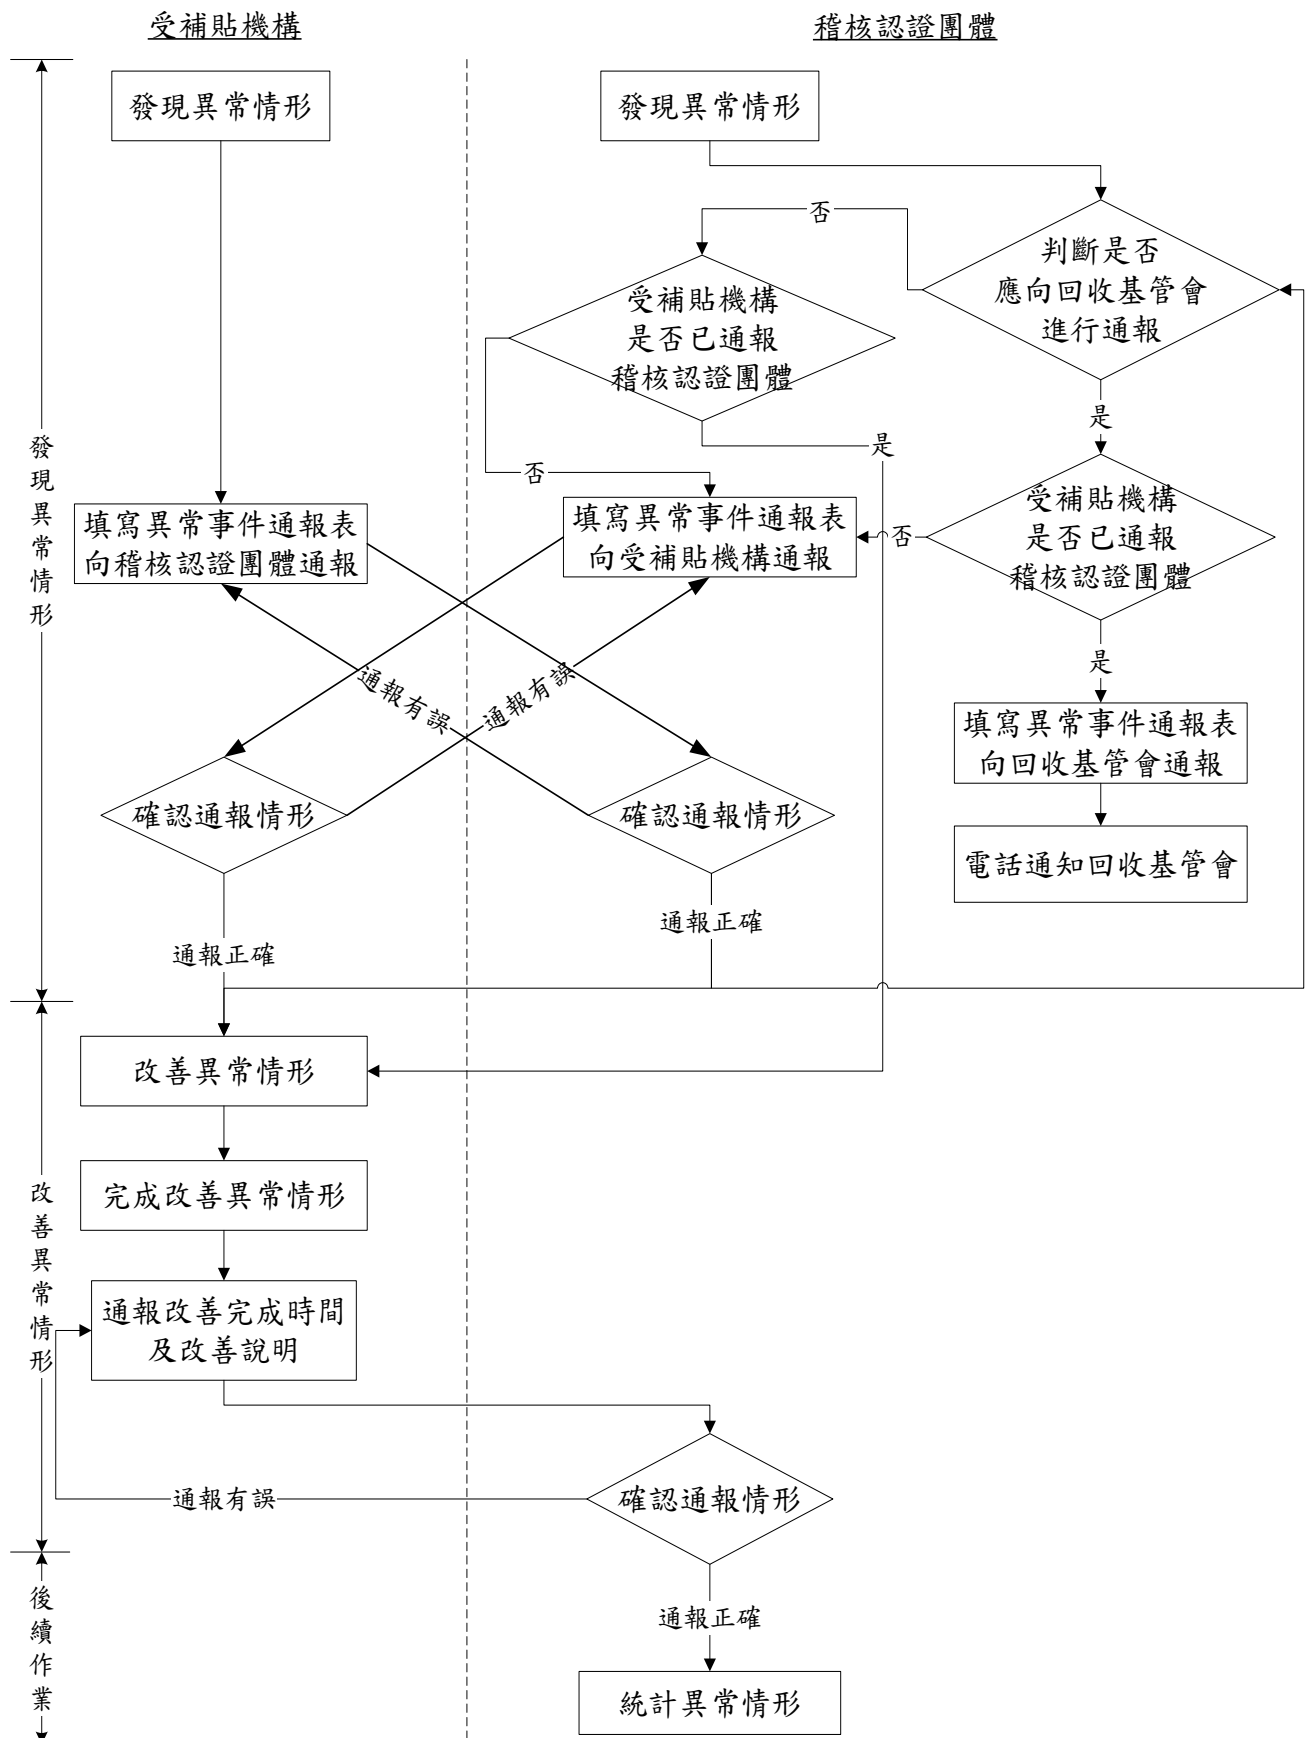 受補貼機構
稽核認證團體
發現異常情形
發現異常情形
發現異常情形
否
判斷是否
應向回收基管會
進行通報
受補貼機構
是否已通報
稽核認證團體
是
是
否
受補貼機構
是否已通報
稽核認證團體
填寫異常事件通報表
向稽核認證團體通報
填寫異常事件通報表
向受補貼機構通報
否
是
通報有誤
通報有誤
填寫異常事件通報表
向回收基管會通報
確認通報情形
確認通報情形
電話通知回收基管會
通報正確
通報正確
改善異常情形
改善異常情形
完成改善異常情形
通報改善完成時間
及改善說明
通報有誤
確認通報情形
後續作業
通報正確
統計異常情形